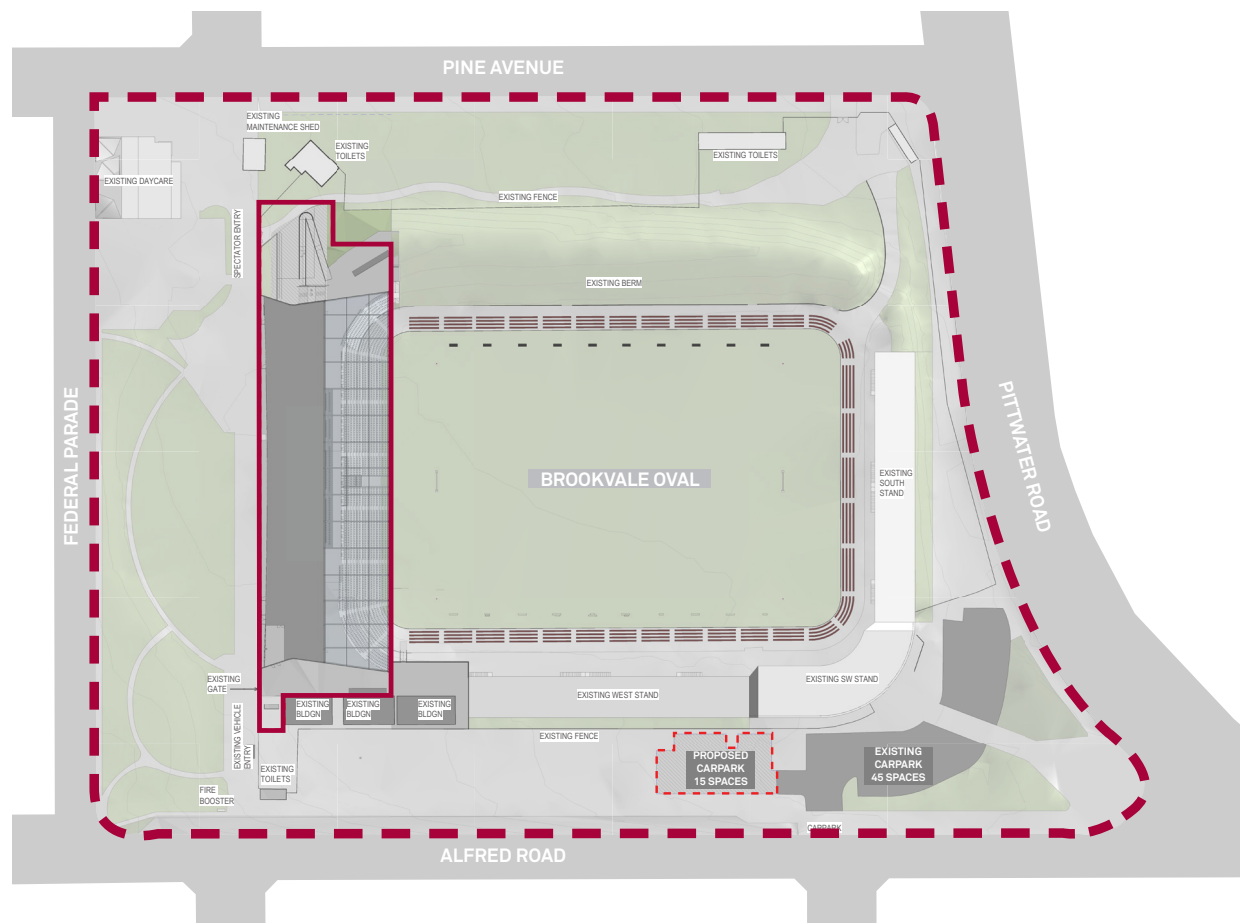 PINE AVENUE
EXISTING
MAINTENANCE SHED
EXISTING
TOILETS
EXISTING TOILETS
EXISTING DAYCARE
EXISTING FENCE
SPECTATOR ENTRY
EXISTING BERM
FEDERAL PARADE
PITTWATER ROAD
BROOKVALE OVAL
EXISTING
SOUTH
STAND
EXISTING
GATE
EXISTING
BLDGN
EXISTING
BLDGN
EXISTING
BLDGN
EXISTING WEST STAND
EXISTING SW STAND
EXISTING VEHICLE
ENTRY
EXISTING FENCE
EXISTING
TOILETS
FIRE
BOOSTER
PROPOSED
CARPARK
15 SPACES
EXISTING
CARPARK
45 SPACES
CARPARK
ALFRED ROAD